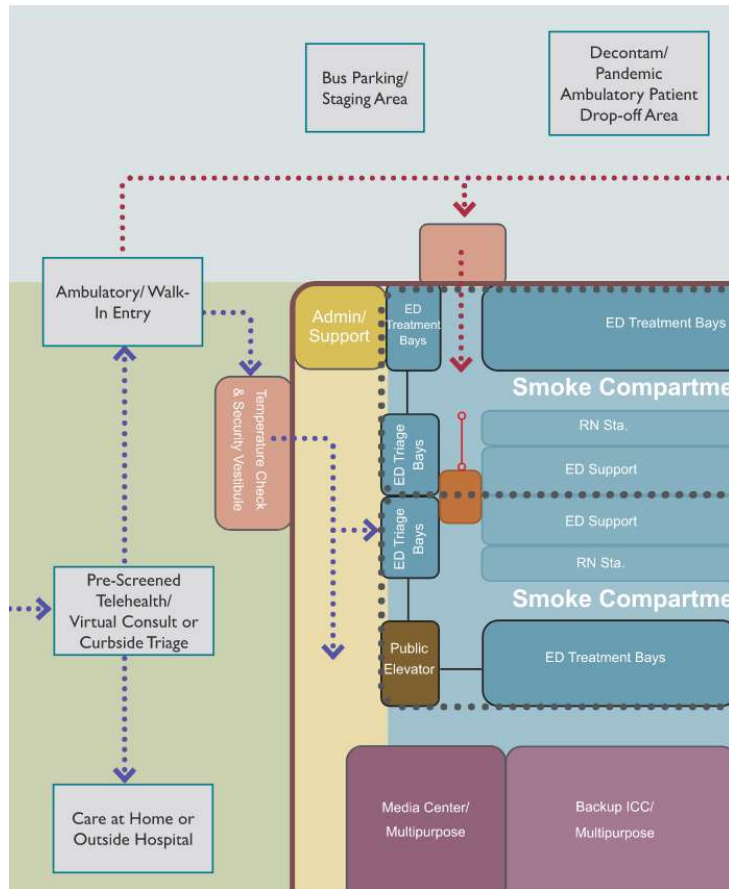 Bus Parking/
Staging Area
Decontam/
Pandemic
Ambulatory Patient
Drop-off Area
Ambulatory/ Walk-
In Entry
Admin/
Support
ED
Treatment
Bays
ED Treatment Bays
Smoke Compartme
Temperature Check
& Security Vestibule
ED Triage
Bays
RN Sta.
ED Support
ED Triage
Bays
ED Support
RN Sta.
Pre-Screened
Telehealth/
Virtual Consult or
Curbside Triage
Smoke Compartme
Public
Elevator
ED Treatment Bays
Care at Home or
Outside Hospital
Media Center/
Multipurpose
Backup ICC/
Multipurpose